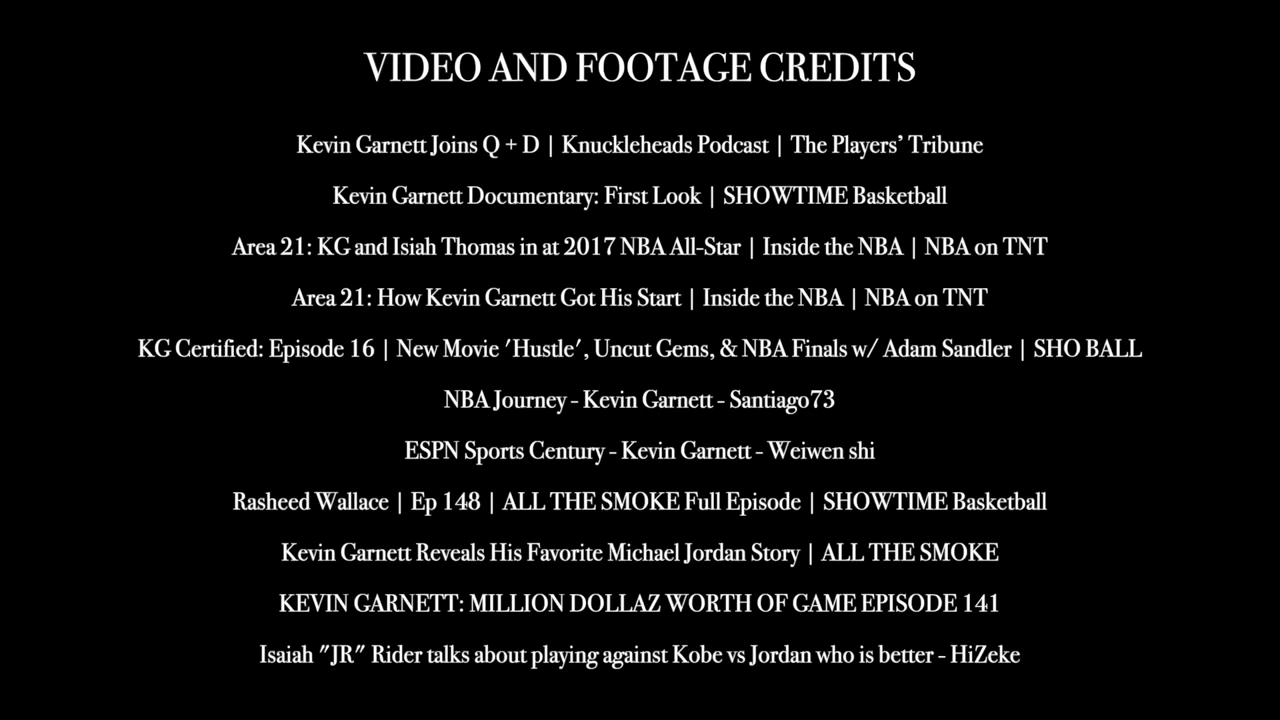 VIDEO AND FOOTAGE CREDITS
Kevin Garnett Joins Q + D | Knuckleheads Podcast | The Players’ Tribune
Kevin Garnett Documentary: First Look | SHOWTIME Basketball
Area 21: KG and Isiah Thomas in at 2017 NBA All-Star | Inside the NBA | NBA on TNT
Area 21: How Kevin Garnett Got His Start | Inside the NBA | NBA on TNT
KG Certified: Episode 16 | New Movie 'Hustle', Uncut Gems, & NBA Finals w/ Adam Sandler | SHO BALL
NBA Journey - Kevin Garnett - Santiago73
ESPN Sports Century - Kevin Garnett - Weiwen shi
Rasheed Wallace | Ep 148 | ALL THE SMOKE Full Episode | SHOWTIME Basketball
Kevin Garnett Reveals His Favorite Michael Jordan Story | ALL THE SMOKE
KEVIN GARNETT: MILLION DOLLAZ WORTH OF GAME EPISODE 141
Isaiah "JR" Rider talks about playing against Kobe vs Jordan who is better - HiZeke